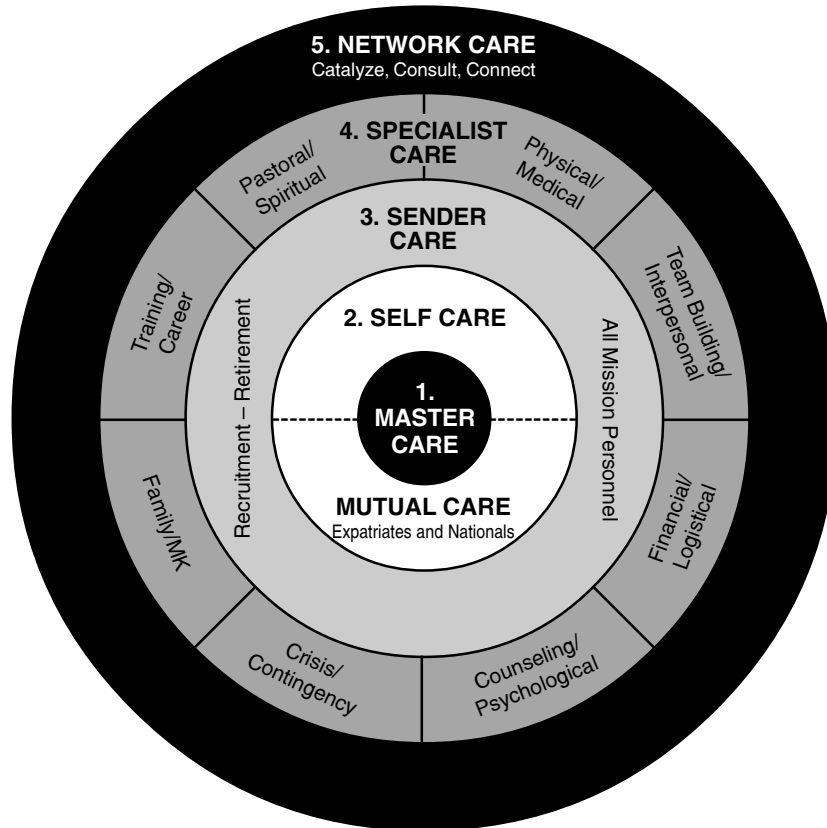 5. NETWORK CARE
Catalyze, Consult, Connect
4. SPECIALIST
CARE
Pastoral/
Spiritual
Physical/
Medical
Training/
Career
Team Building/
Interpersonal
Family/MK
Financial/
Logistical
Crisis/
Contingency
Counseling/
Psychological
3. SENDER
CARE
Recruitment – Retirement
All Mission Personnel
2. SELF CARE
1.
MASTER
CARE
MUTUAL CARE
Expatriates and Nationals